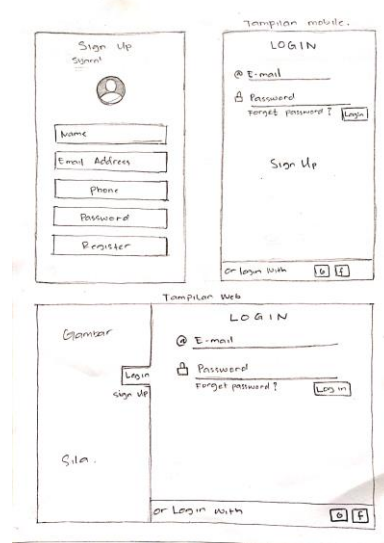 Sign Up
Name
Email Address
Phone
Password
Register
Tampilan mobile.
LOGIN
@ E-mail
Password
Forget password? Login
Sign Up
or login with G f
Tampilan Web
Gambar
Login
Sign Up
Sila.
LOGIN
@ E-mail
Password
Forget password? Log in
or Login with G f